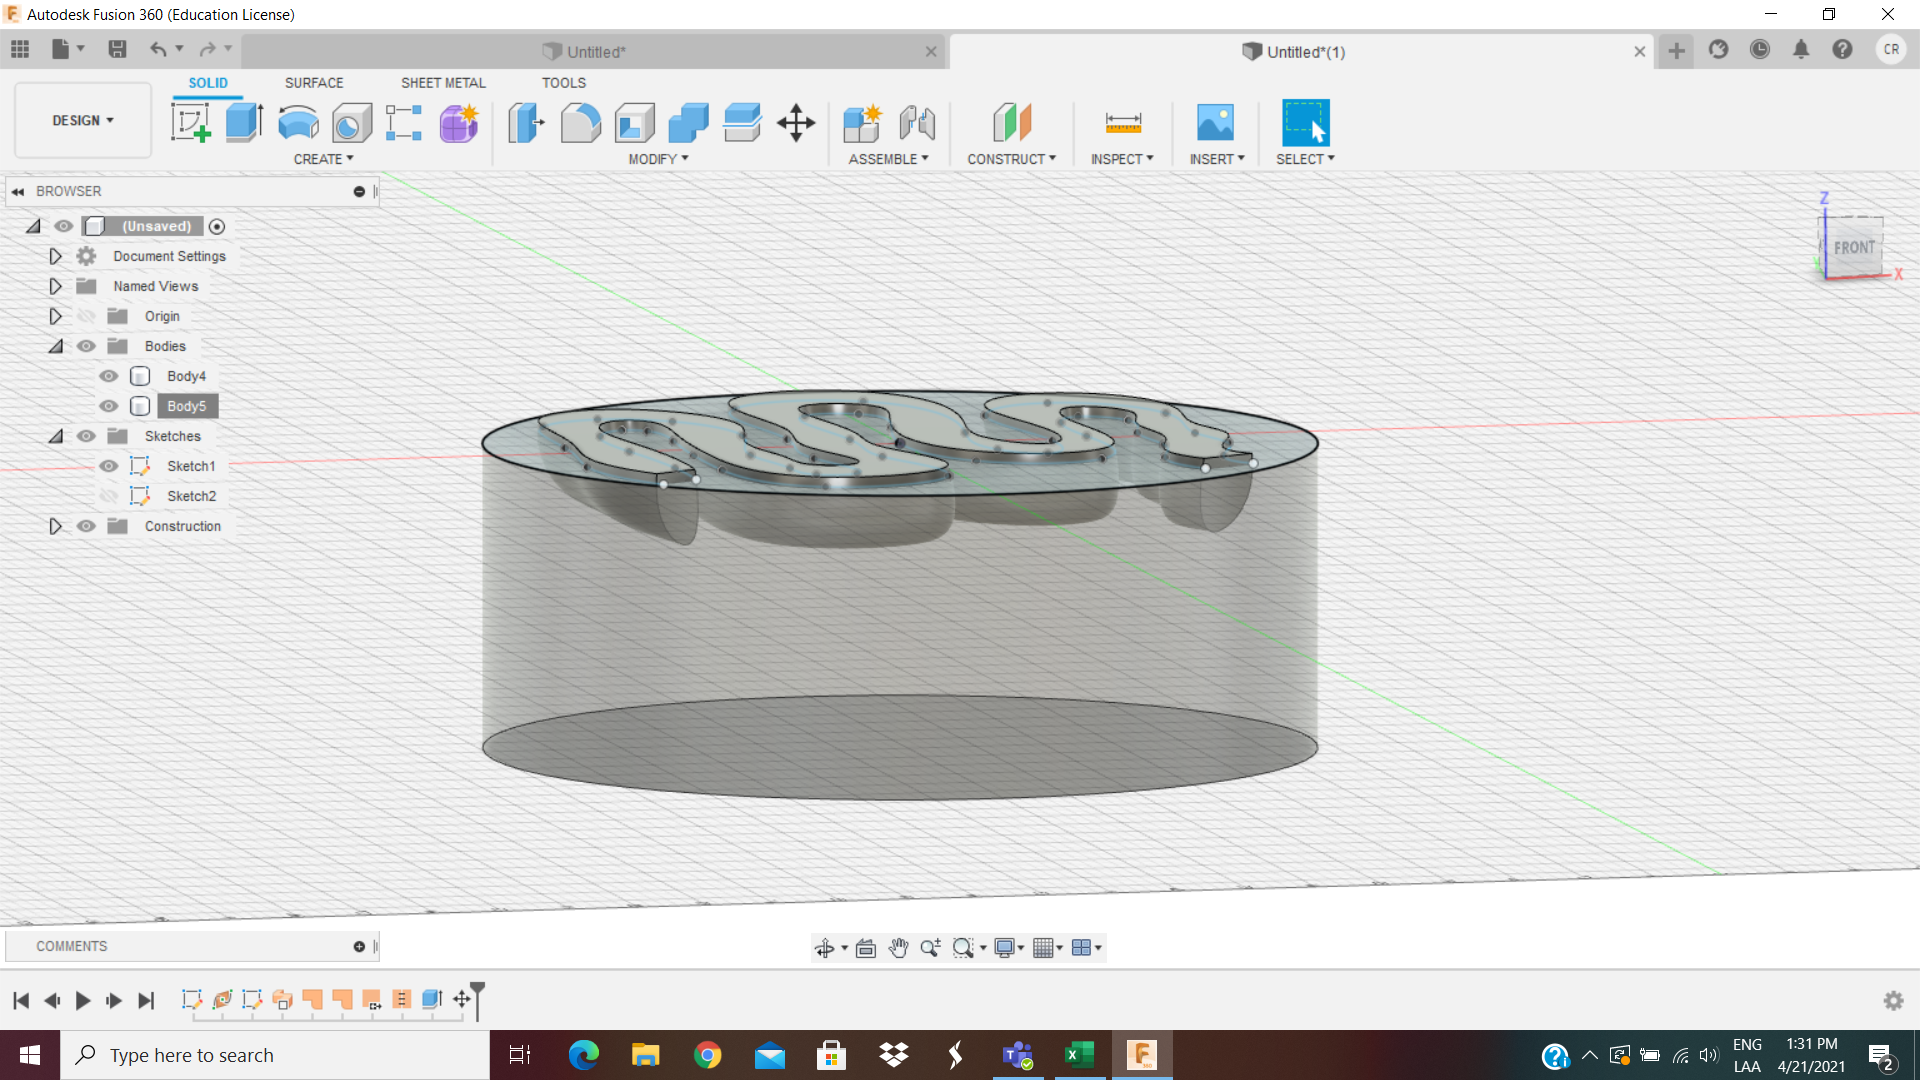 Autodesk Fusion 360 (Education License)
Untitled*
Untitled*(1)
CR
SOLID SURFACE SHEET METAL TOOLS
DESIGN
CREATE MODIFY ASSEMBLE CONSTRUCT INSPECT INSERT SELECT
BROWSER
(Unsaved)
Document Settings
Named Views
Origin
Bodies
Body4
Body5
Sketches
Sketch1
Sketch2
Construction
Z
FRONT
X
COMMENTS
Type here to search
ENG
LAA
1:31 PM
4/21/2021
2